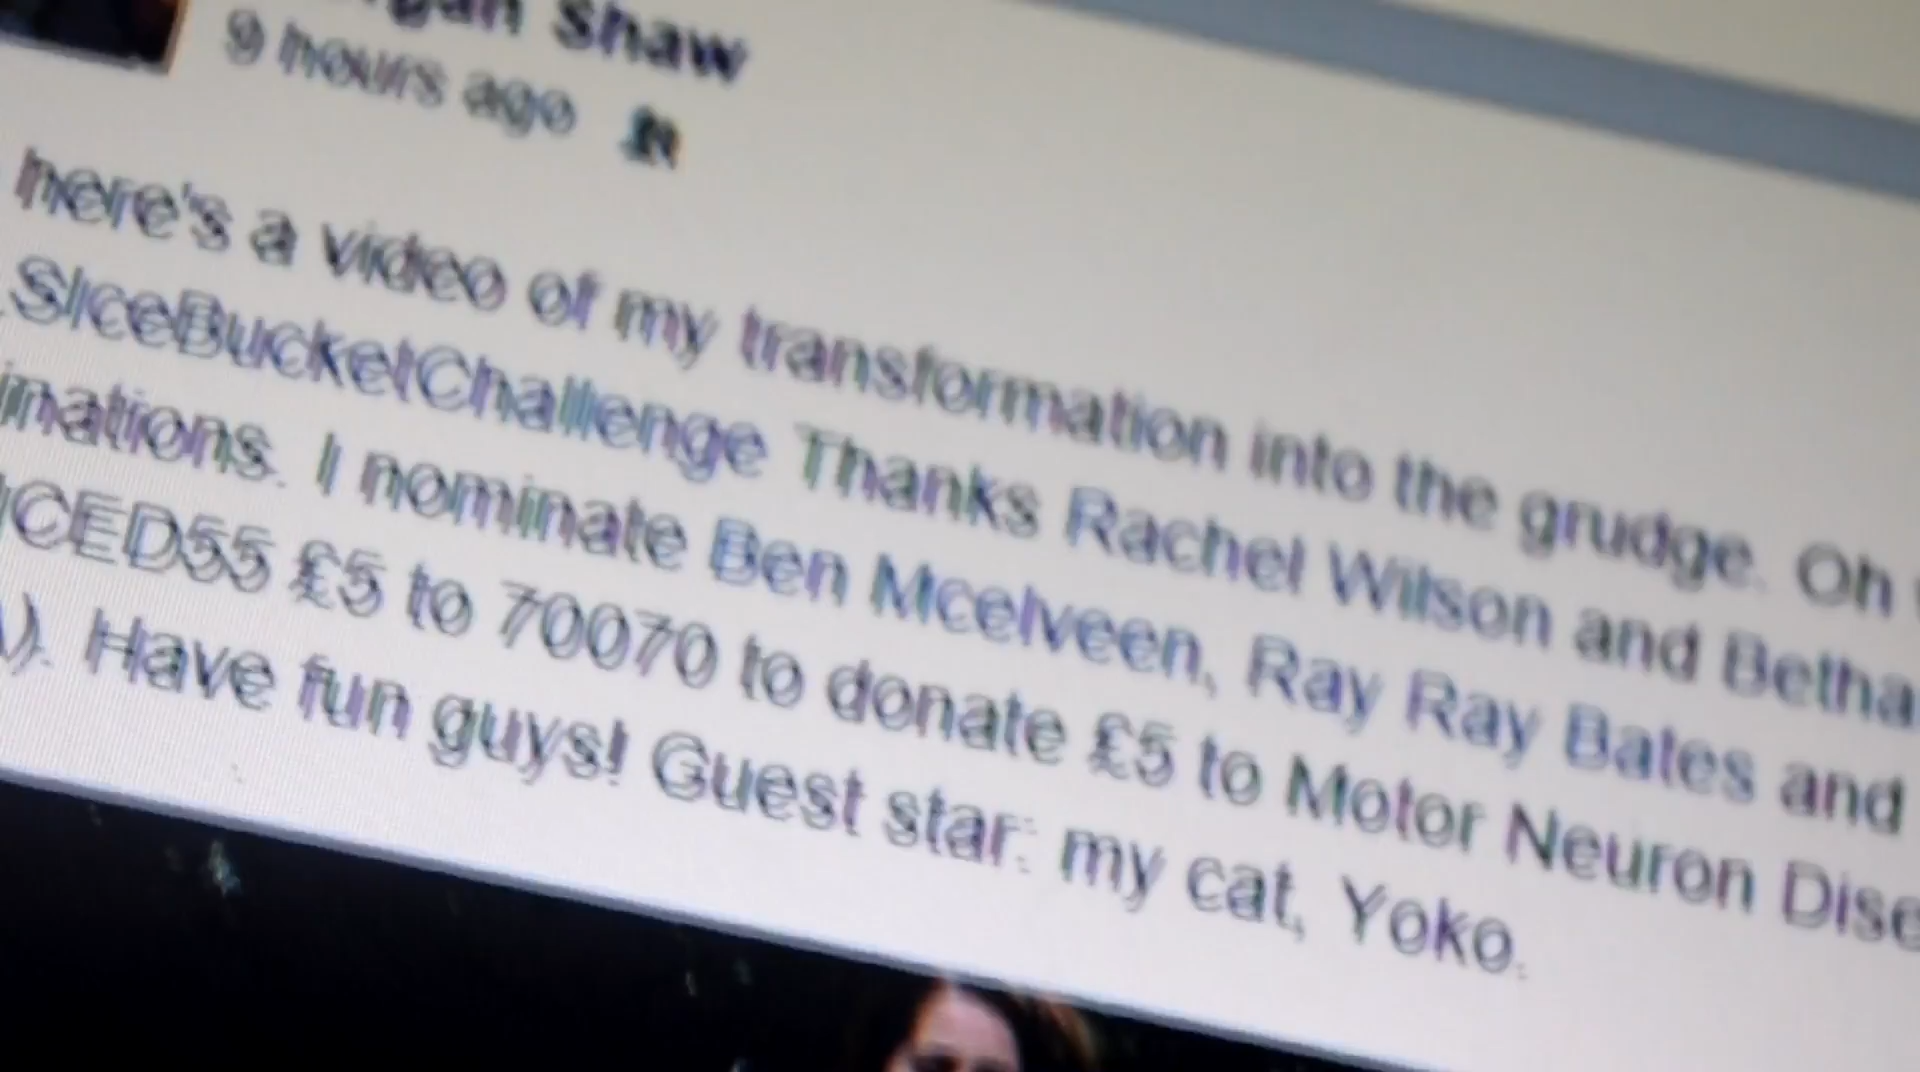 Shaw
9 hours ago
here's a video of my transformation into the grudge. Oh
SIceBucketChallenge Thanks Rachel Wilson and Betha
inations. I nominate Ben Mcelveen, Ray Ray Bates and
ICED55 £5 to 70070 to donate £5 to Motor Neuron Dise
). Have fun guys! Guest star: my cat, Yoko.